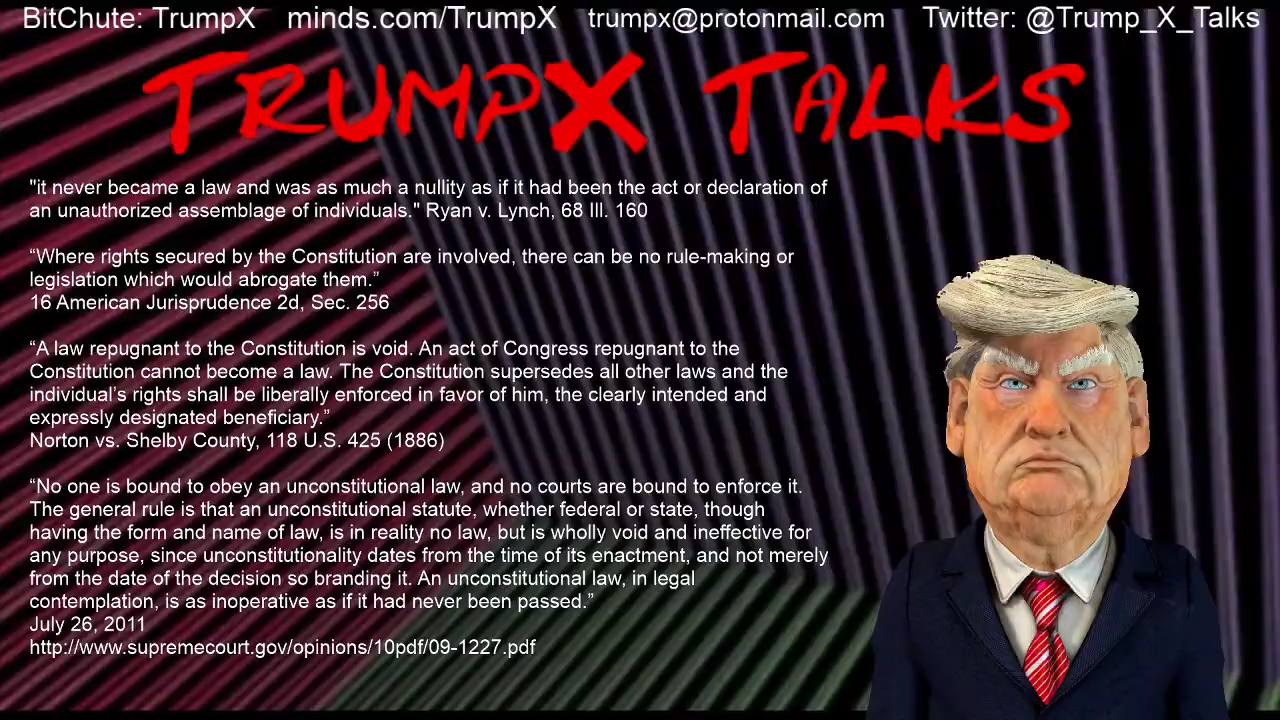 BitChute: TrumpX minds.com/TrumpX trumpx@protonmail.com Twitter: @Trump_X_Talks
TRUMPX TALKS
"it never became a law and was as much a nullity as if it had been the act or declaration of
an unauthorized assemblage of individuals." Ryan v. Lynch, 68 Ill. 160
“Where rights secured by the Constitution are involved, there can be no rule-making or
legislation which would abrogate them.”
16 American Jurisprudence 2d, Sec. 256
“A law repugnant to the Constitution is void. An act of Congress repugnant to the
Constitution cannot become a law. The Constitution supersedes all other laws and the
individual’s rights shall be liberally enforced in favor of him, the clearly intended and
expressly designated beneficiary.”
Norton vs. Shelby County, 118 U.S. 425 (1886)
“No one is bound to obey an unconstitutional law, and no courts are bound to enforce it.
The general rule is that an unconstitutional statute, whether federal or state, though
having the form and name of law, is in reality no law, but is wholly void and ineffective for
any purpose, since unconstitutionality dates from the time of its enactment, and not merely
from the date of the decision so branding it. An unconstitutional law, in legal
contemplation, is as inoperative as if it had never been passed.”
July 26, 2011
http://www.supremecourt.gov/opinions/10pdf/09-1227.pdf